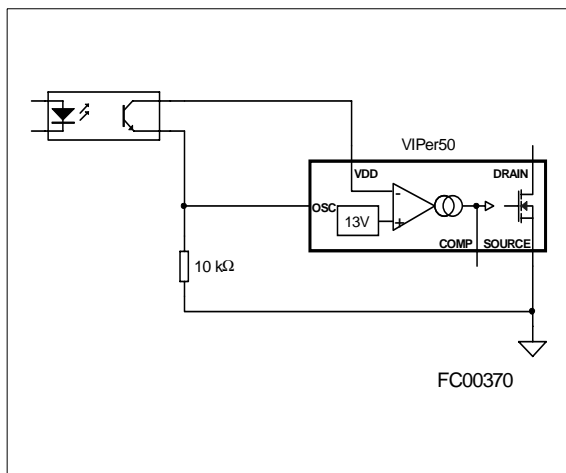 VIPer50
VDD
DRAIN
-
OSC
13V
+
COMP
SOURCE
10 kΩ
FC00370